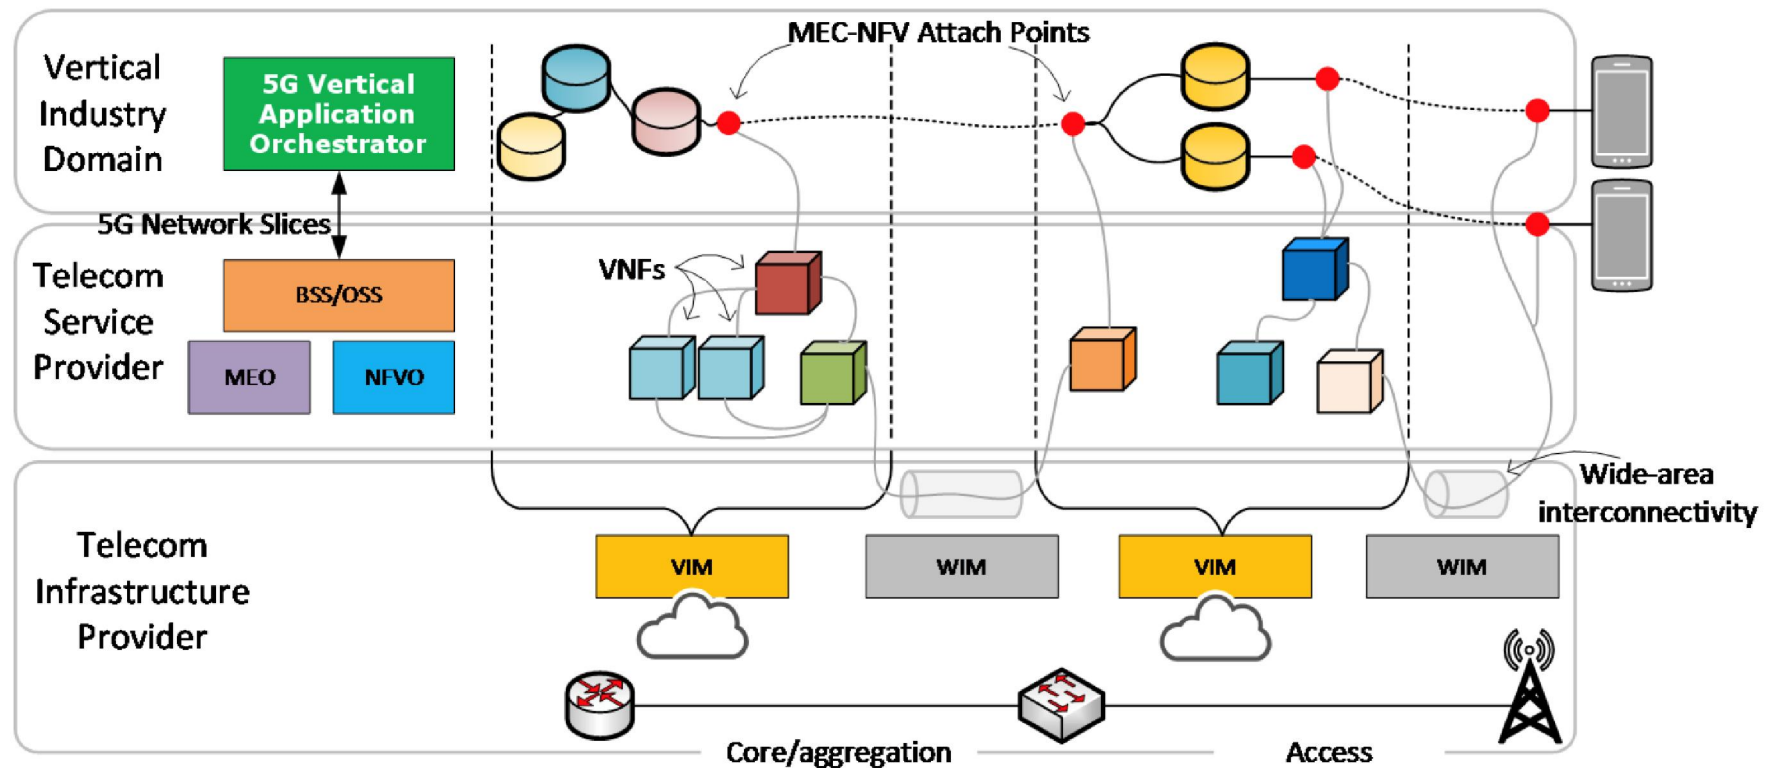 MEC-NFV Attach Points
Vertical
Industry
Domain
5G Vertical
Application
Orchestrator
5G Network Slices
Telecom
Service
Provider
BSS/OSS
MEO
NFVO
VNFs
Wide-area
interconnectivity
Telecom
Infrastructure
Provider
VIM
WIM
VIM
WIM
Core/aggregation
Access